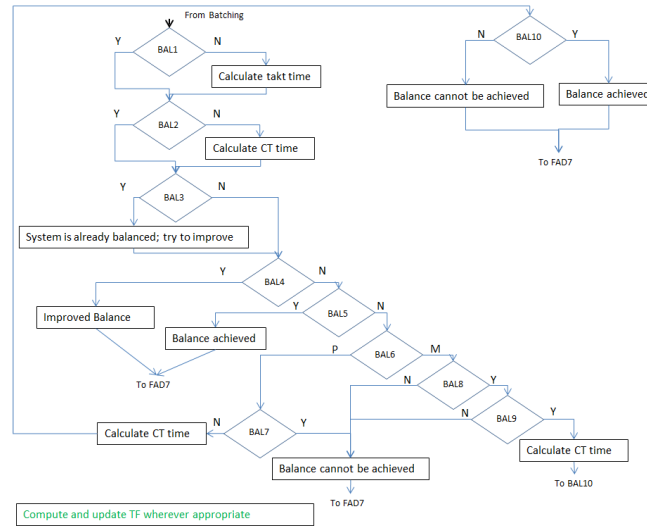 From Batching
Y
BAL1
N
Calculate takt time
Y
BAL2
N
Calculate CT time
Y
BAL3
N
System is already balanced; try to improve
N
BAL10
Y
Balance cannot be achieved
Balance achieved
To FAD7
Y
BAL4
N
Improved Balance
Y
BAL5
N
Balance achieved
To FAD7
P
BAL6
M
N
BAL8
Y
BAL9
Y
Calculate CT time
N
BAL7
Y
N
Calculate CT time
To BAL10
Balance cannot be achieved
To FAD7
Compute and update TF wherever appropriate